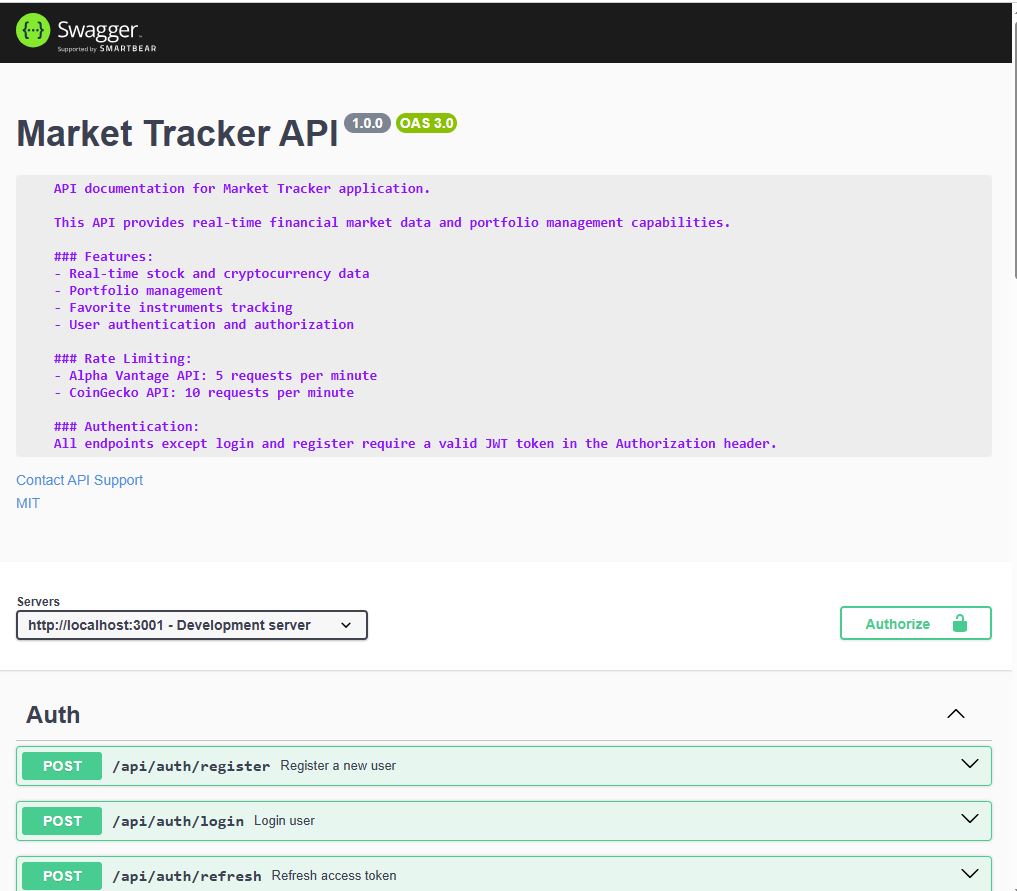 Swagger
Supported by SMARTBEAR
Market Tracker API 1.0.0 OAS 3.0
API documentation for Market Tracker application.
This API provides real-time financial market data and portfolio management capabilities.
### Features:
- Real-time stock and cryptocurrency data
- Portfolio management
- Favorite instruments tracking
- User authentication and authorization
### Rate Limiting:
- Alpha Vantage API: 5 requests per minute
- CoinGecko API: 10 requests per minute
### Authentication:
All endpoints except login and register require a valid JWT token in the Authorization header.
Contact API Support
MIT
Servers
http://localhost:3001 - Development server
Authorize
Auth
POST /api/auth/register Register a new user
POST /api/auth/login Login user
POST /api/auth/refresh Refresh access token